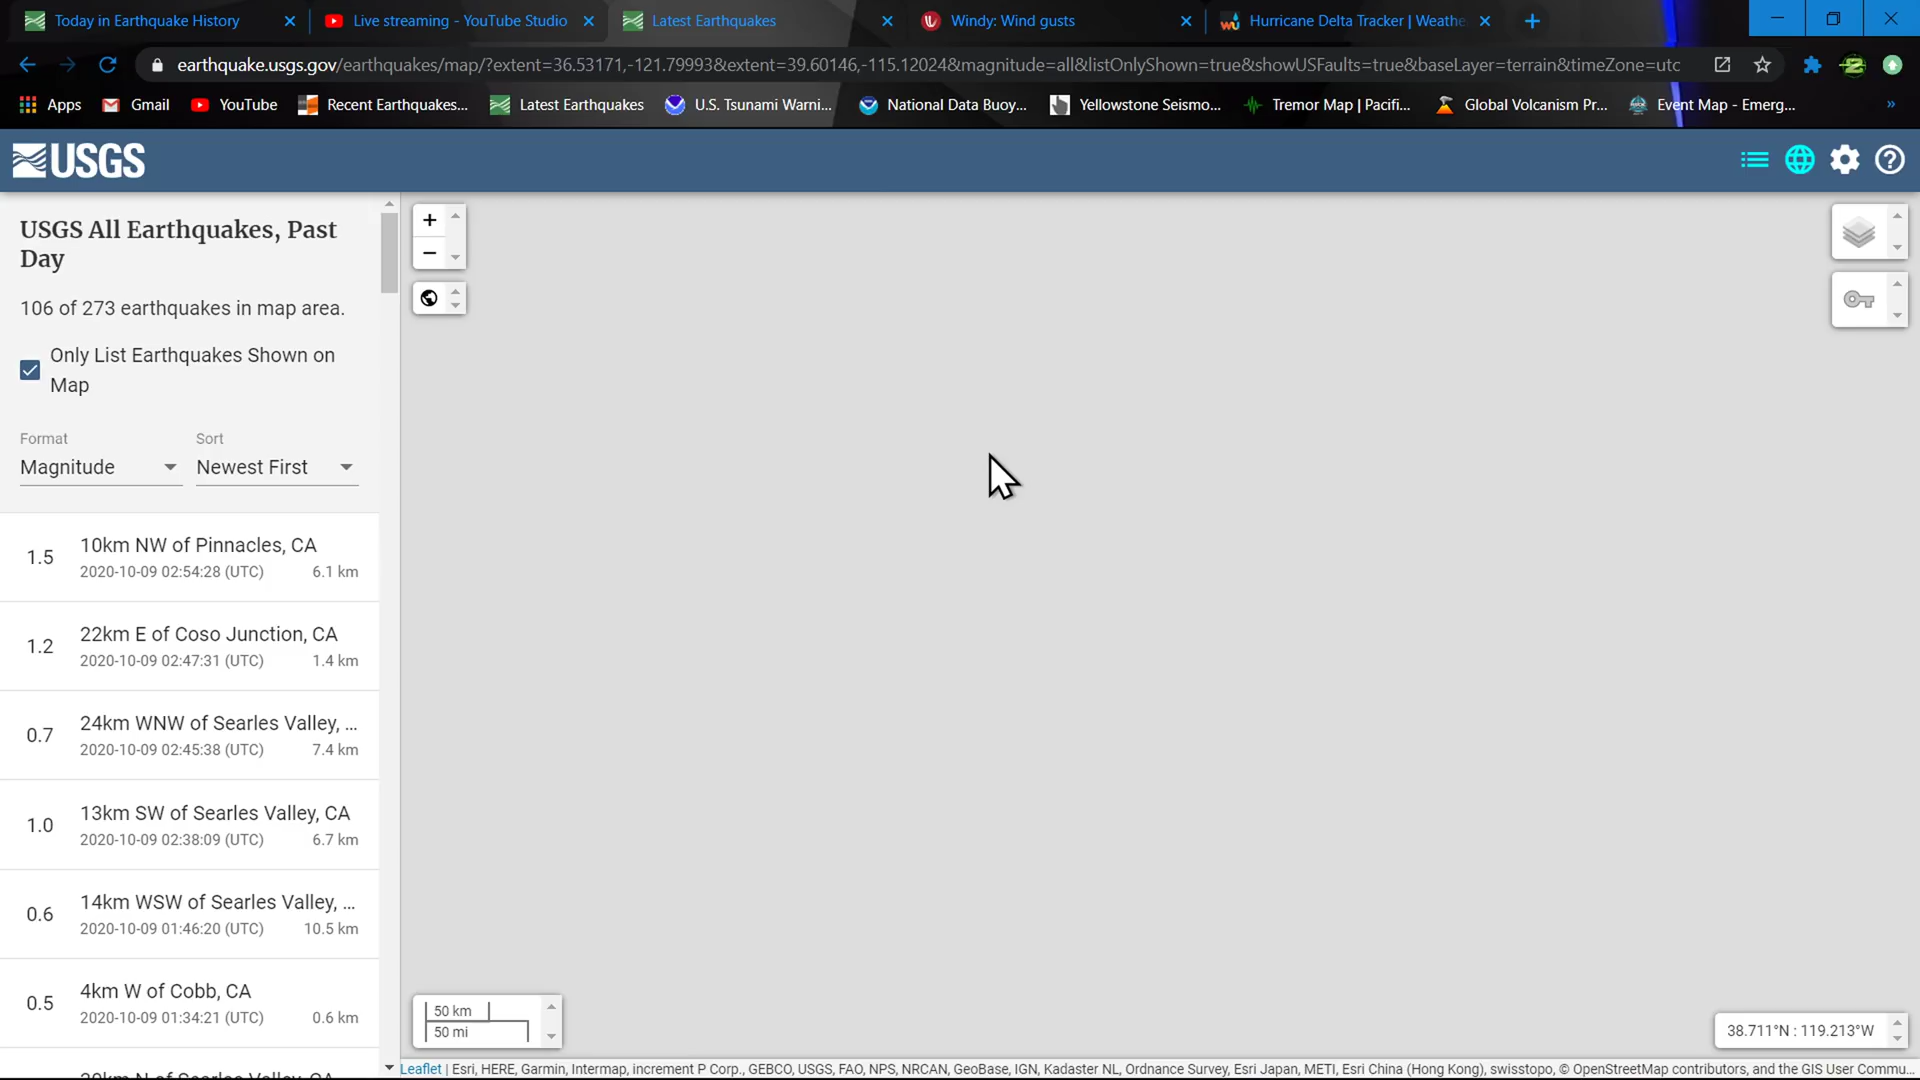 Today in Earthquake History
Live streaming - YouTube Studio
Latest Earthquakes
Windy: Wind gusts
Hurricane Delta Tracker | Weathe
earthquake.usgs.gov/earthquakes/map/?extent=36.53171,-121.79993&extent=39.60146,-115.12024&magnitude=all&listOnlyShown=true&showUSFaults=true&baseLayer=terrain&timeZone=utc
Apps
Gmail
YouTube
Recent Earthquakes...
Latest Earthquakes
U.S. Tsunami Warni...
National Data Buoy...
Yellowstone Seismo...
Tremor Map | Pacifi...
Global Volcanism Pr...
Event Map - Emerg...
USGS
USGS All Earthquakes, Past
Day
106 of 273 earthquakes in map area.
Only List Earthquakes Shown on
Map
Format
Sort
Magnitude
Newest First
1.5
10km NW of Pinnacles, CA
2020-10-09 02:54:28 (UTC)
6.1 km
1.2
22km E of Coso Junction, CA
2020-10-09 02:47:31 (UTC)
1.4 km
0.7
24km WNW of Searles Valley, ...
2020-10-09 02:45:38 (UTC)
7.4 km
1.0
13km SW of Searles Valley, CA
2020-10-09 02:38:09 (UTC)
6.7 km
0.6
14km WSW of Searles Valley, ...
2020-10-09 01:46:20 (UTC)
10.5 km
0.5
4km W of Cobb, CA
2020-10-09 01:34:21 (UTC)
0.6 km
N of Searles Valley, CA
+
−
50 km
50 mi
38.711°N : 119.213°W
Leaflet | Esri, HERE, Garmin, Intermap, increment P Corp., GEBCO, USGS, FAO, NPS, NRCAN, GeoBase, IGN, Kadaster NL, Ordnance Survey, Esri Japan, METI, Esri China (Hong Kong), swisstopo, © OpenStreetMap contributors, and the GIS User Commu...